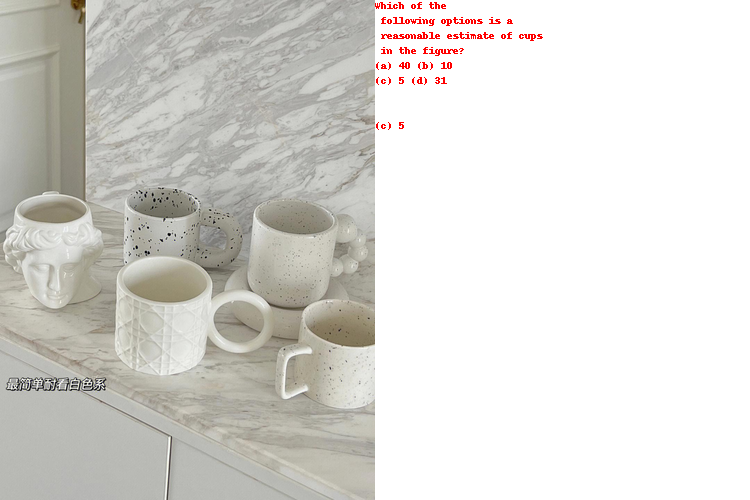 Which of the
following options is a
reasonable estimate of cups
in the figure?
(a) 40 (b) 10
(c) 5 (d) 31
(c) 5
最简单耐看白色系